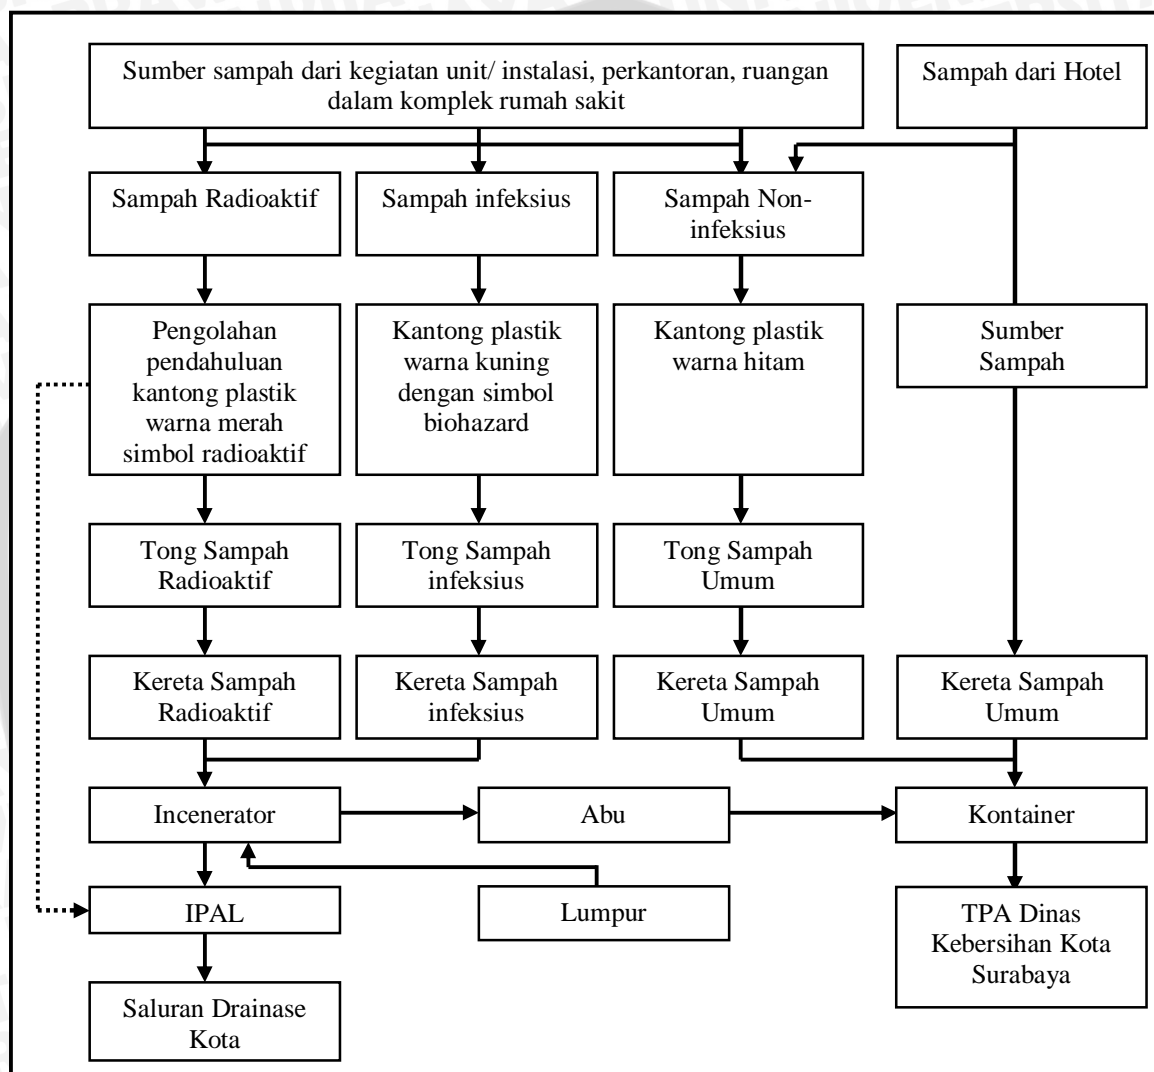 Sumber sampah dari kegiatan unit/ instalasi, perkantoran, ruangan
dalam komplek rumah sakit
Sampah dari Hotel
Sampah Radioaktif
Sampah infeksius
Sampah Non-
infeksius
Pengolahan
pendahuluan
kantong plastik
warna merah
simbol radioaktif
Kantong plastik
warna kuning
dengan simbol
biohazard
Kantong plastik
warna hitam
Sumber
Sampah
Tong Sampah
Radioaktif
Tong Sampah
infeksius
Tong Sampah
Umum
Kereta Sampah
Radioaktif
Kereta Sampah
infeksius
Kereta Sampah
Umum
Kereta Sampah
Umum
Incenerator
Abu
Kontainer
IPAL
Lumpur
TPA Dinas
Kebersihan Kota
Surabaya
Saluran Drainase
Kota